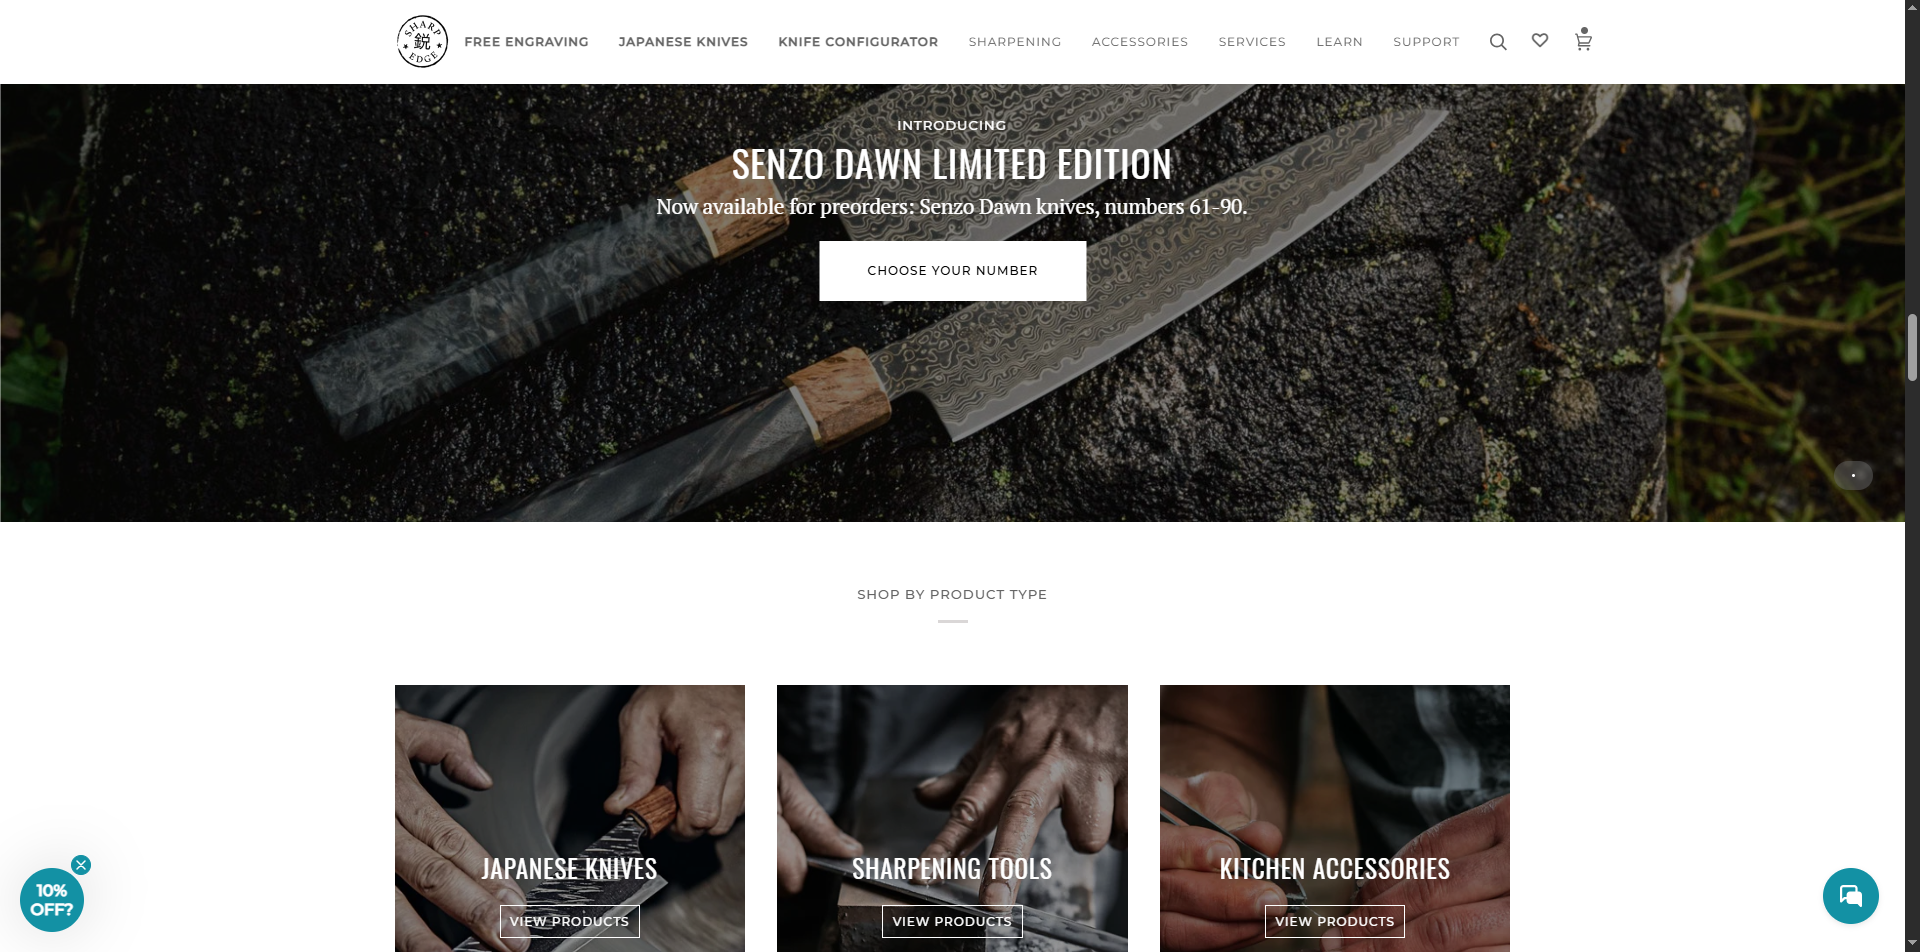 SHARP
鋭
EDGE
FREE ENGRAVING
JAPANESE KNIVES
KNIFE CONFIGURATOR
SHARPENING
ACCESSORIES
SERVICES
LEARN
SUPPORT
INTRODUCING
SENZO DAWN LIMITED EDITION
Now available for preorders: Senzo Dawn knives, numbers 61-90.
CHOOSE YOUR NUMBER
SHOP BY PRODUCT TYPE
JAPANESE KNIVES
VIEW PRODUCTS
SHARPENING TOOLS
VIEW PRODUCTS
KITCHEN ACCESSORIES
VIEW PRODUCTS
10%
OFF?